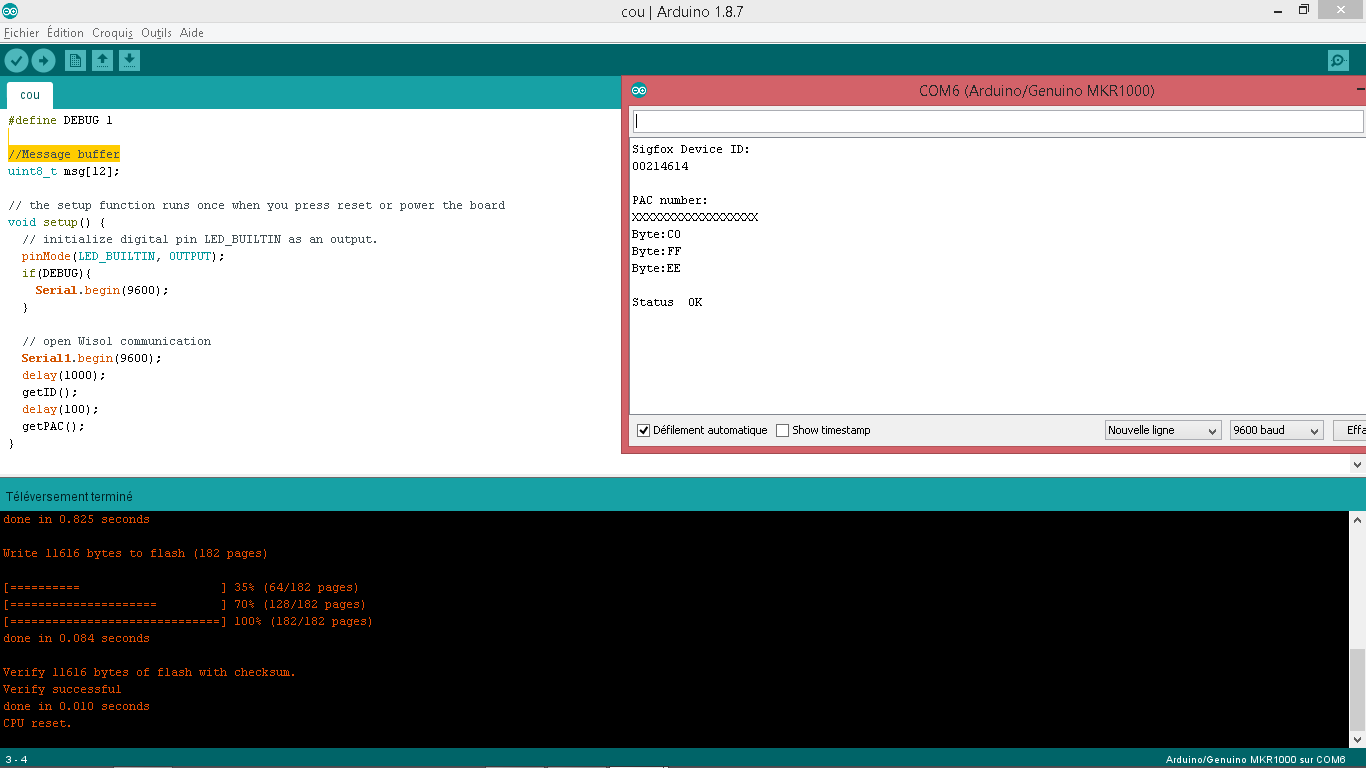 cou | Arduino 1.8.7
Fichier Édition Croquis Outils Aide
cou
#define DEBUG 1
//Message buffer
uint8_t msg[12];
// the setup function runs once when you press reset or power the board
void setup() {
// initialize digital pin LED_BUILTIN as an output.
pinMode(LED_BUILTIN, OUTPUT);
if(DEBUG){
Serial.begin(9600);
}
// open Wisol communication
Serial1.begin(9600);
delay(1000);
getID();
delay(100);
getPAC();
}
COM6 (Arduino/Genuino MKR1000)
Sigfox Device ID:
00214614
PAC number:
XXXXXXXXXXXXXXXXXX
Byte:C0
Byte:FF
Byte:EE
Status  OK
Défilement automatique Show timestamp Nouvelle ligne 9600 baud Effa
Téléversement terminé
done in 0.825 seconds
Write 11616 bytes to flash (182 pages)
[==========                    ] 35% (64/182 pages)
[=====================         ] 70% (128/182 pages)
[==============================] 100% (182/182 pages)
done in 0.084 seconds
Verify 11616 bytes of flash with checksum.
Verify successful
done in 0.010 seconds
CPU reset.
3 - 4 Arduino/Genuino MKR1000 sur COM6